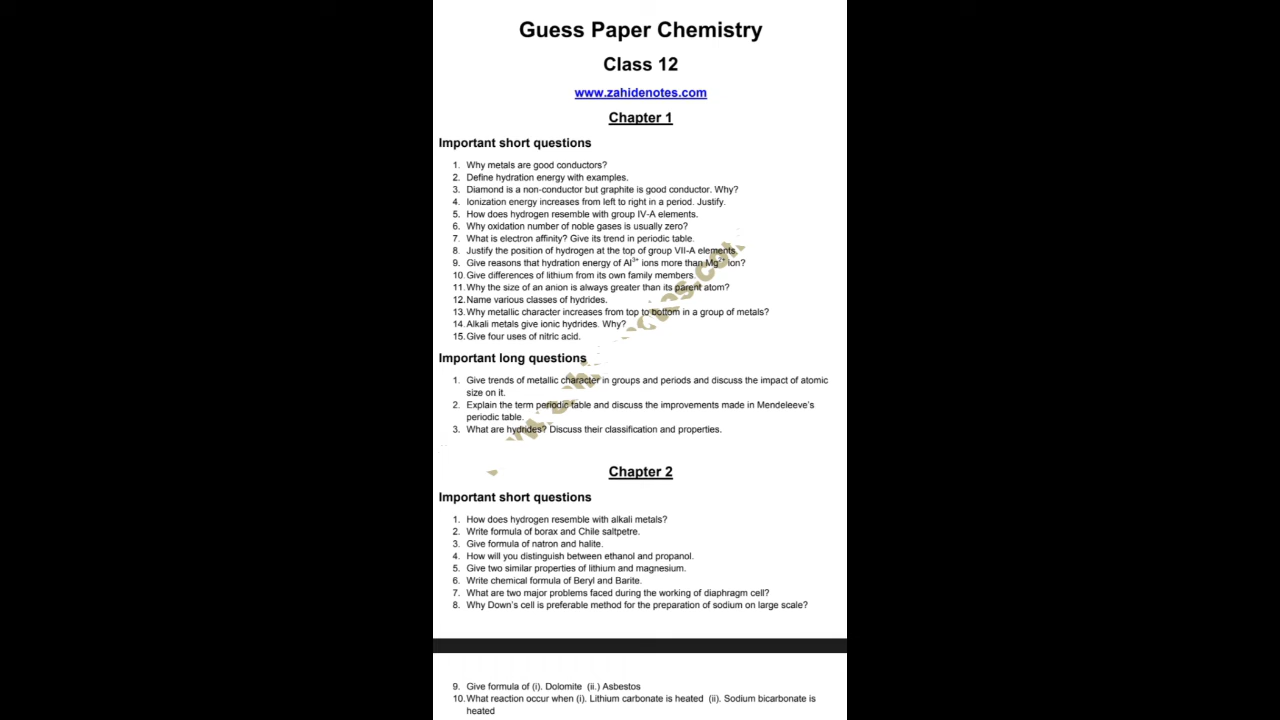 Guess Paper Chemistry
Class 12
www.zahidenotes.com
Chapter 1
Important short questions
1. Why metals are good conductors?
2. Define hydration energy with examples.
3. Diamond is a non-conductor but graphite is good conductor. Why?
4. Ionization energy increases from left to right in a period. Justify.
5. How does hydrogen resemble with group IV-A elements.
6. Why oxidation number of noble gases is usually zero?
7. What is electron affinity? Give its trend in periodic table.
8. Justify the position of hydrogen at the top of group VII-A elements.
9. Give reasons that hydration energy of Al³⁺ ions more than Mg²⁺ ion?
10. Give differences of lithium from its own family members.
11. Why the size of an anion is always greater than its parent atom?
12. Name various classes of hydrides.
13. Why metallic character increases from top to bottom in a group of metals?
14. Alkali metals give ionic hydrides. Why?
15. Give four uses of nitric acid.
Important long questions
1. Give trends of metallic character in groups and periods and discuss the impact of atomic
size on it.
2. Explain the term periodic table and discuss the improvements made in Mendeleeve's
periodic table.
3. What are hydrides? Discuss their classification and properties.
Chapter 2
Important short questions
1. How does hydrogen resemble with alkali metals?
2. Write formula of borax and Chile saltpetre.
3. Give formula of natron and halite.
4. How will you distinguish between ethanol and propanol.
5. Give two similar properties of lithium and magnesium.
6. Write chemical formula of Beryl and Barite.
7. What are two major problems faced during the working of diaphragm cell?
8. Why Down's cell is preferable method for the preparation of sodium on large scale?
9. Give formula of (i). Dolomite (ii.) Asbestos
10. What reaction occur when (i). Lithium carbonate is heated (ii). Sodium bicarbonate is
heated